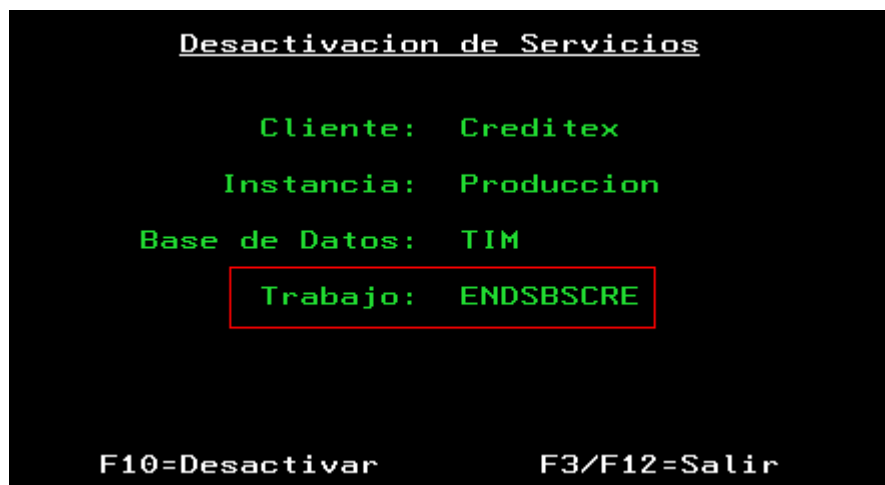 Desactivacion de Servicios
Cliente: Creditex
Instancia: Produccion
Base de Datos: TIM
Trabajo: ENDSBSCRE
F10=Desactivar F3/F12=Salir